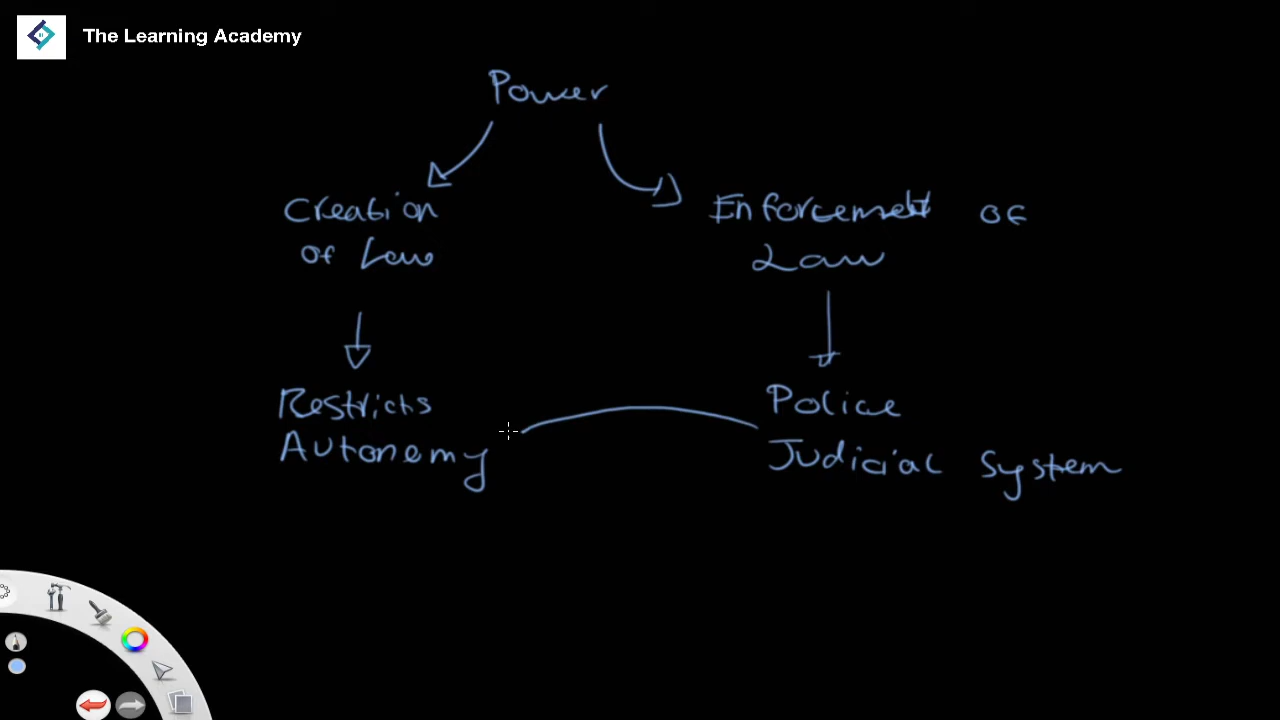 The Learning Academy
Power
Creation
of Law
Enforcement of
Law
Restricts
Autonomy
Police
Judicial System